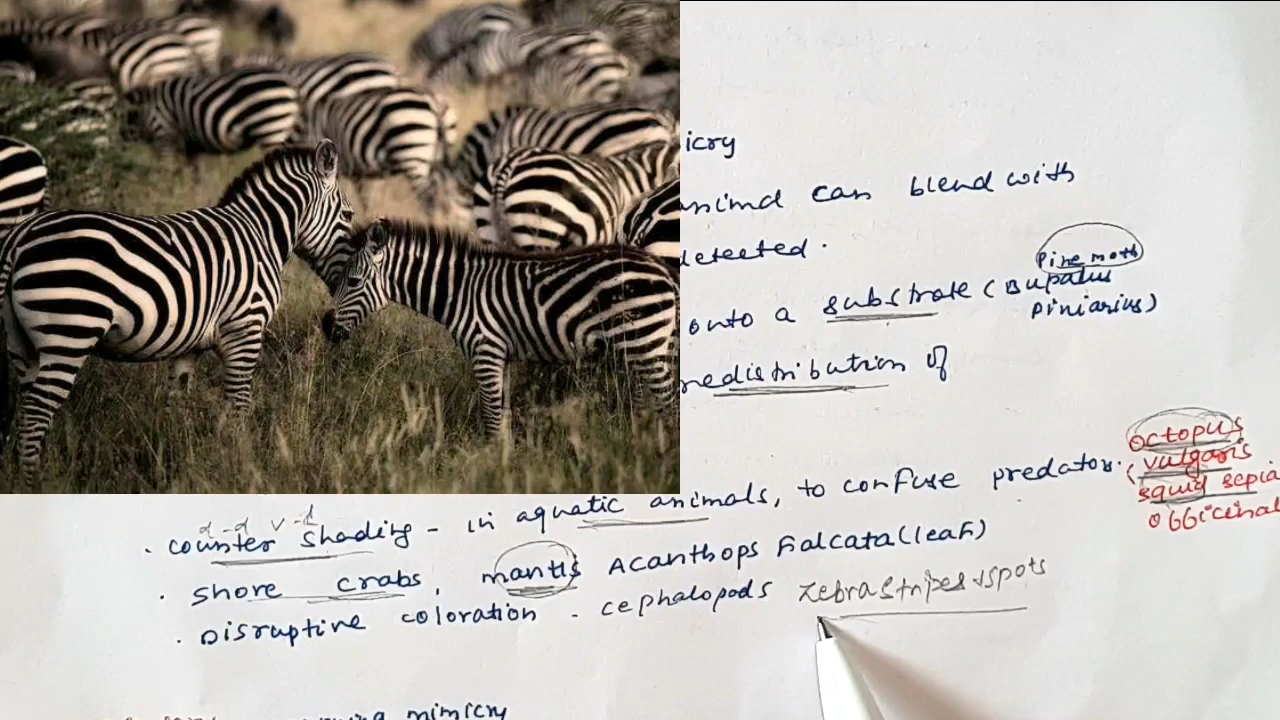 icry
animal can blend with
detected.
Pine moth
onto a substrate (Bupalus
piniarius)
redistribution of
octopus
(vulgaris
squid sepia
officinal
d-d v-l
. counter shading - in aquatic animals, to confuse predator.
. shore crabs, mantis Acanthops Falcata (leaf)
. Disruptive coloration - cephalopods zebra stripes & spots
mimicry